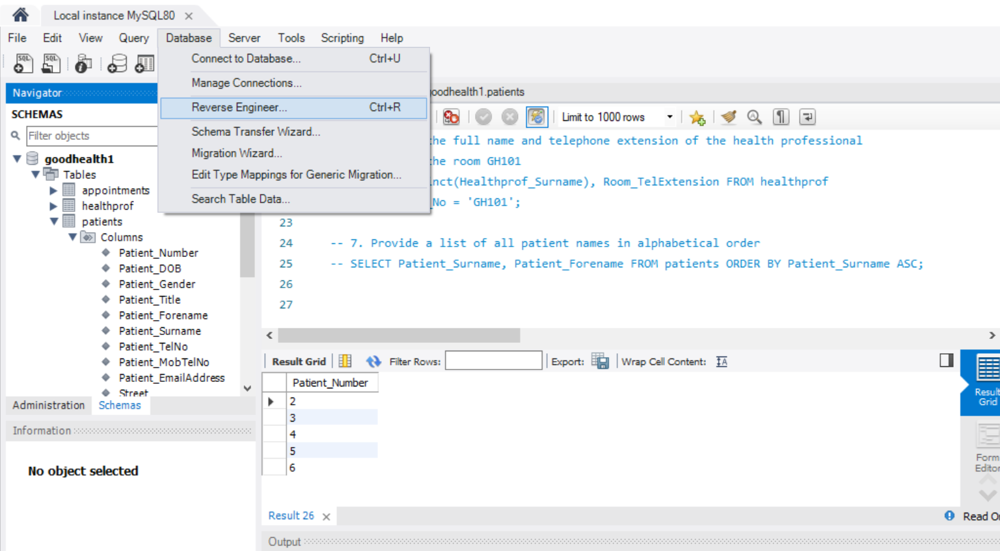 Local instance MySQL80
File Edit View Query Database Server Tools Scripting Help
SQL SQL
Connect to Database... Ctrl+U
Manage Connections...
Reverse Engineer... Ctrl+R
Schema Transfer Wizard...
Migration Wizard...
Edit Type Mappings for Generic Migration...
Search Table Data...
Navigator
SCHEMAS
Filter objects
goodhealth1
Tables
appointments
healthprof
patients
Columns
Patient_Number
Patient_DOB
Patient_Gender
Patient_Title
Patient_Forename
Patient_Surname
Patient_TelNo
Patient_MobTelNo
Patient_EmailAddress
Street
Administration Schemas
Information
No object selected
oodhealth1.patients
Limit to 1000 rows
he full name and telephone extension of the health professional
he room GH101
nct(Healthprof_Surname), Room_TelExtension FROM healthprof
_No = 'GH101';
23
24 -- 7. Provide a list of all patient names in alphabetical order
25 -- SELECT Patient_Surname, Patient_Forename FROM patients ORDER BY Patient_Surname ASC;
26
27
Result Grid Filter Rows: Export: Wrap Cell Content: IA
Patient_Number
2
3
4
5
6
Result
Grid
Form
Editor
Result 26
Read On
Output